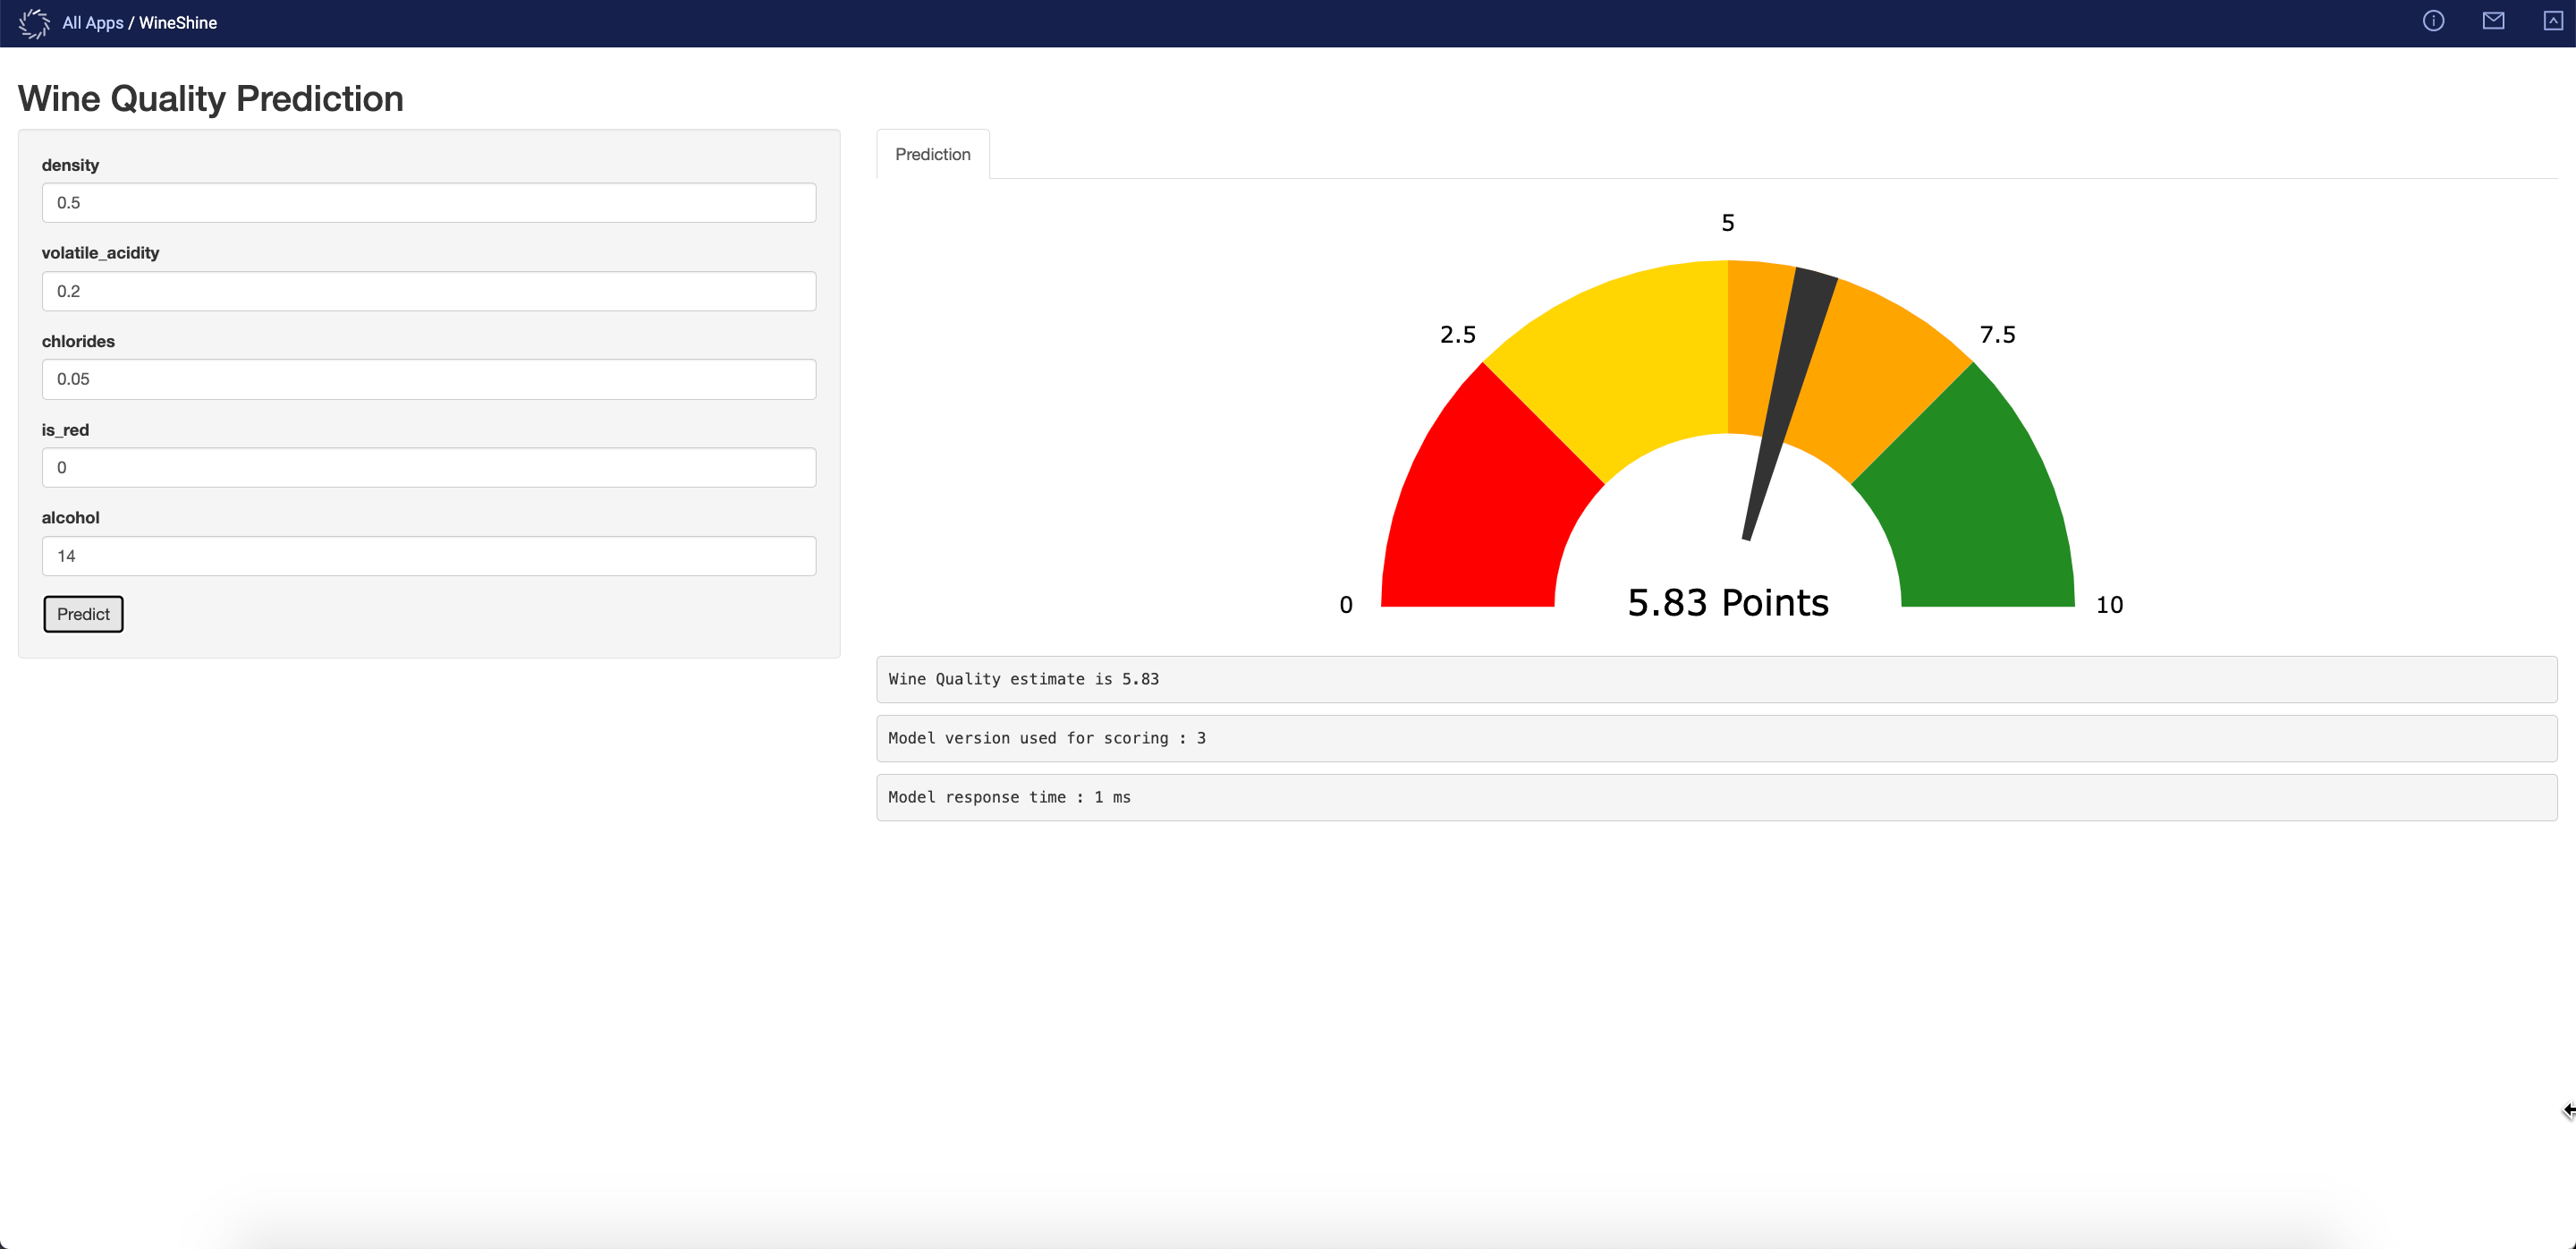 All Apps / WineShine
Wine Quality Prediction
density
0.5
volatile_acidity
0.2
chlorides
0.05
is_red
0
alcohol
14
Predict
Prediction
5
2.5
7.5
0
5.83 Points
10
Wine Quality estimate is 5.83
Model version used for scoring : 3
Model response time : 1 ms